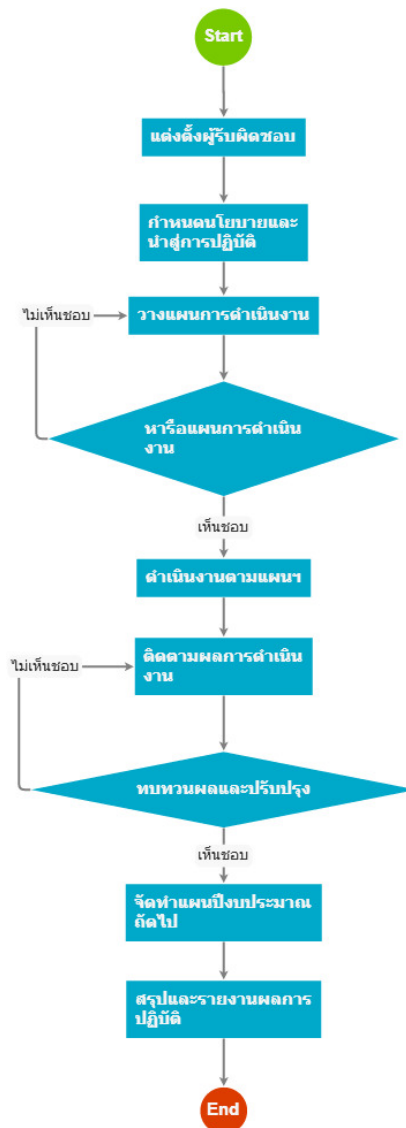 Start
แต่งตั้งผู้รับผิดชอบ
กำหนดนโยบายและ
นำสู่การปฏิบัติ
ไม่เห็นชอบ
วางแผนการดำเนินงาน
หารือแผนการดำเนิน
งาน
เห็นชอบ
ดำเนินงานตามแผนฯ
ไม่เห็นชอบ
ติดตามผลการดำเนิน
งาน
ทบทวนผลและปรับปรุง
เห็นชอบ
จัดทำแผนปีงบประมาณ
ถัดไป
สรุปและรายงานผลการ
ปฏิบัติ
End